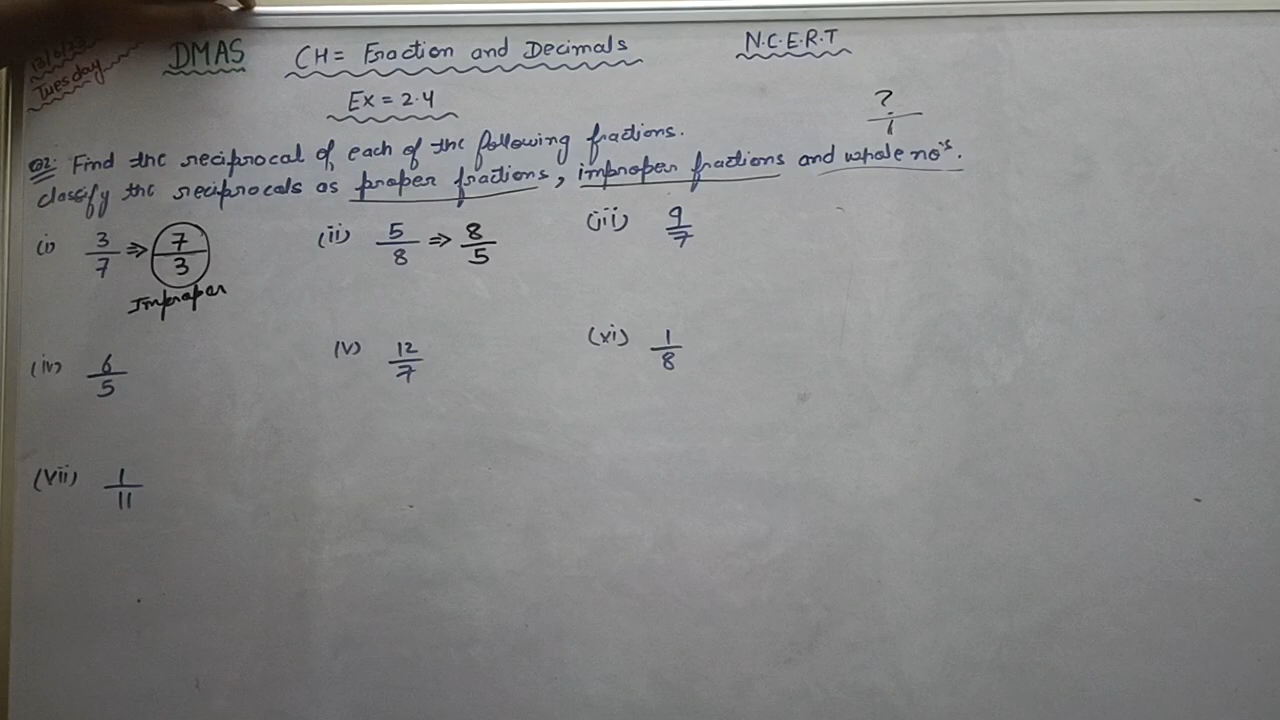 Tuesday
DMAS CH = Fraction and Decimals N.C.E.R.T
Ex = 2.4
?/1
Q2: Find the reciprocal of each of the following fractions.
classify the reciprocals as proper fractions, improper fractions and whole no's.
(i) 3/7 ⇒ 7/3 (ii) 5/8 ⇒ 8/5 (iii) 9/7
Improper
(iv) 6/5 (v) 12/7 (xi) 1/8
(vii) 1/11